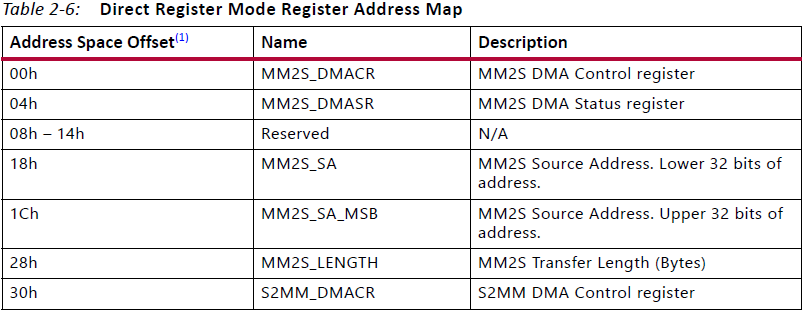 Table 2-6: Direct Register Mode Register Address Map
Address Space Offset(1) Name Description
00h MM2S_DMACR MM2S DMA Control register
04h MM2S_DMASR MM2S DMA Status register
08h – 14h Reserved N/A
18h MM2S_SA MM2S Source Address. Lower 32 bits of
address.
1Ch MM2S_SA_MSB MM2S Source Address. Upper 32 bits of
address.
28h MM2S_LENGTH MM2S Transfer Length (Bytes)
30h S2MM_DMACR S2MM DMA Control register